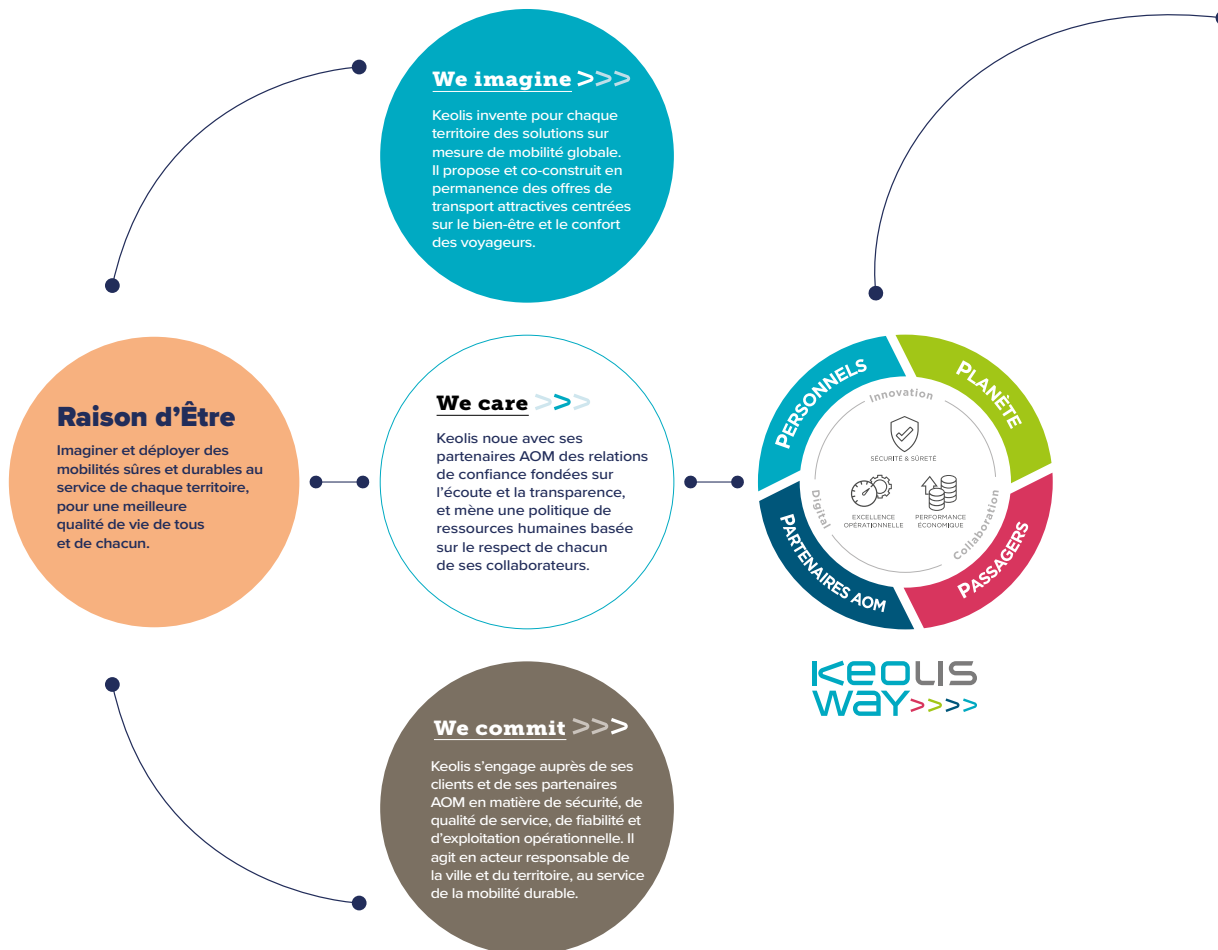 We imagine >>>
Keolis invente pour chaque
territoire des solutions sur
mesure de mobilité globale.
Il propose et co-construit en
permanence des offres de
transport attractives centrées
sur le bien-être et le confort
des voyageurs.
Raison d’Être
Imaginer et déployer des
mobilités sûres et durables au
service de chaque territoire,
pour une meilleure
qualité de vie de tous
et de chacun.
We care >>>
Keolis noue avec ses
partenaires AOM des relations
de confiance fondées sur
l’écoute et la transparence,
et mène une politique de
ressources humaines basée
sur le respect de chacun
de ses collaborateurs.
We commit >>>
Keolis s’engage auprès de ses
clients et de ses partenaires
AOM en matière de sécurité, de
qualité de service, de fiabilité et
d’exploitation opérationnelle. Il
agit en acteur responsable de
la ville et du territoire, au service
de la mobilité durable.
PERSONNELS
PLANÈTE
PASSAGERS
PARTENAIRES AOM
Innovation
Digital
Collaboration
SÉCURITÉ & SÛRETÉ
EXCELLENCE
OPÉRATIONNELLE
PERFORMANCE
ÉCONOMIQUE
KEOLIS
WAY >>>>